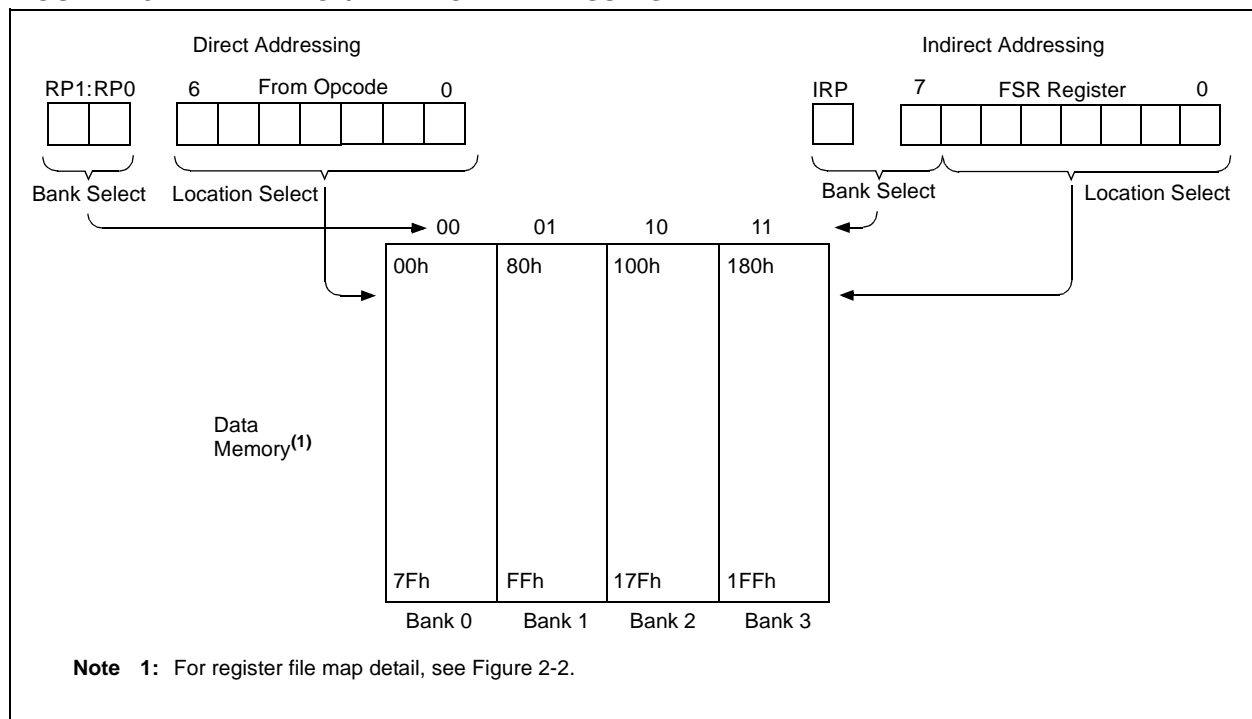 Direct Addressing
Indirect Addressing
RP1:RP0 6 From Opcode 0
IRP 7 FSR Register 0
Bank Select Location Select
Bank Select Location Select
00 01 10 11
00h 80h 100h 180h
Data
Memory(1)
7Fh FFh 17Fh 1FFh
Bank 0 Bank 1 Bank 2 Bank 3
Note 1: For register file map detail, see Figure 2-2.